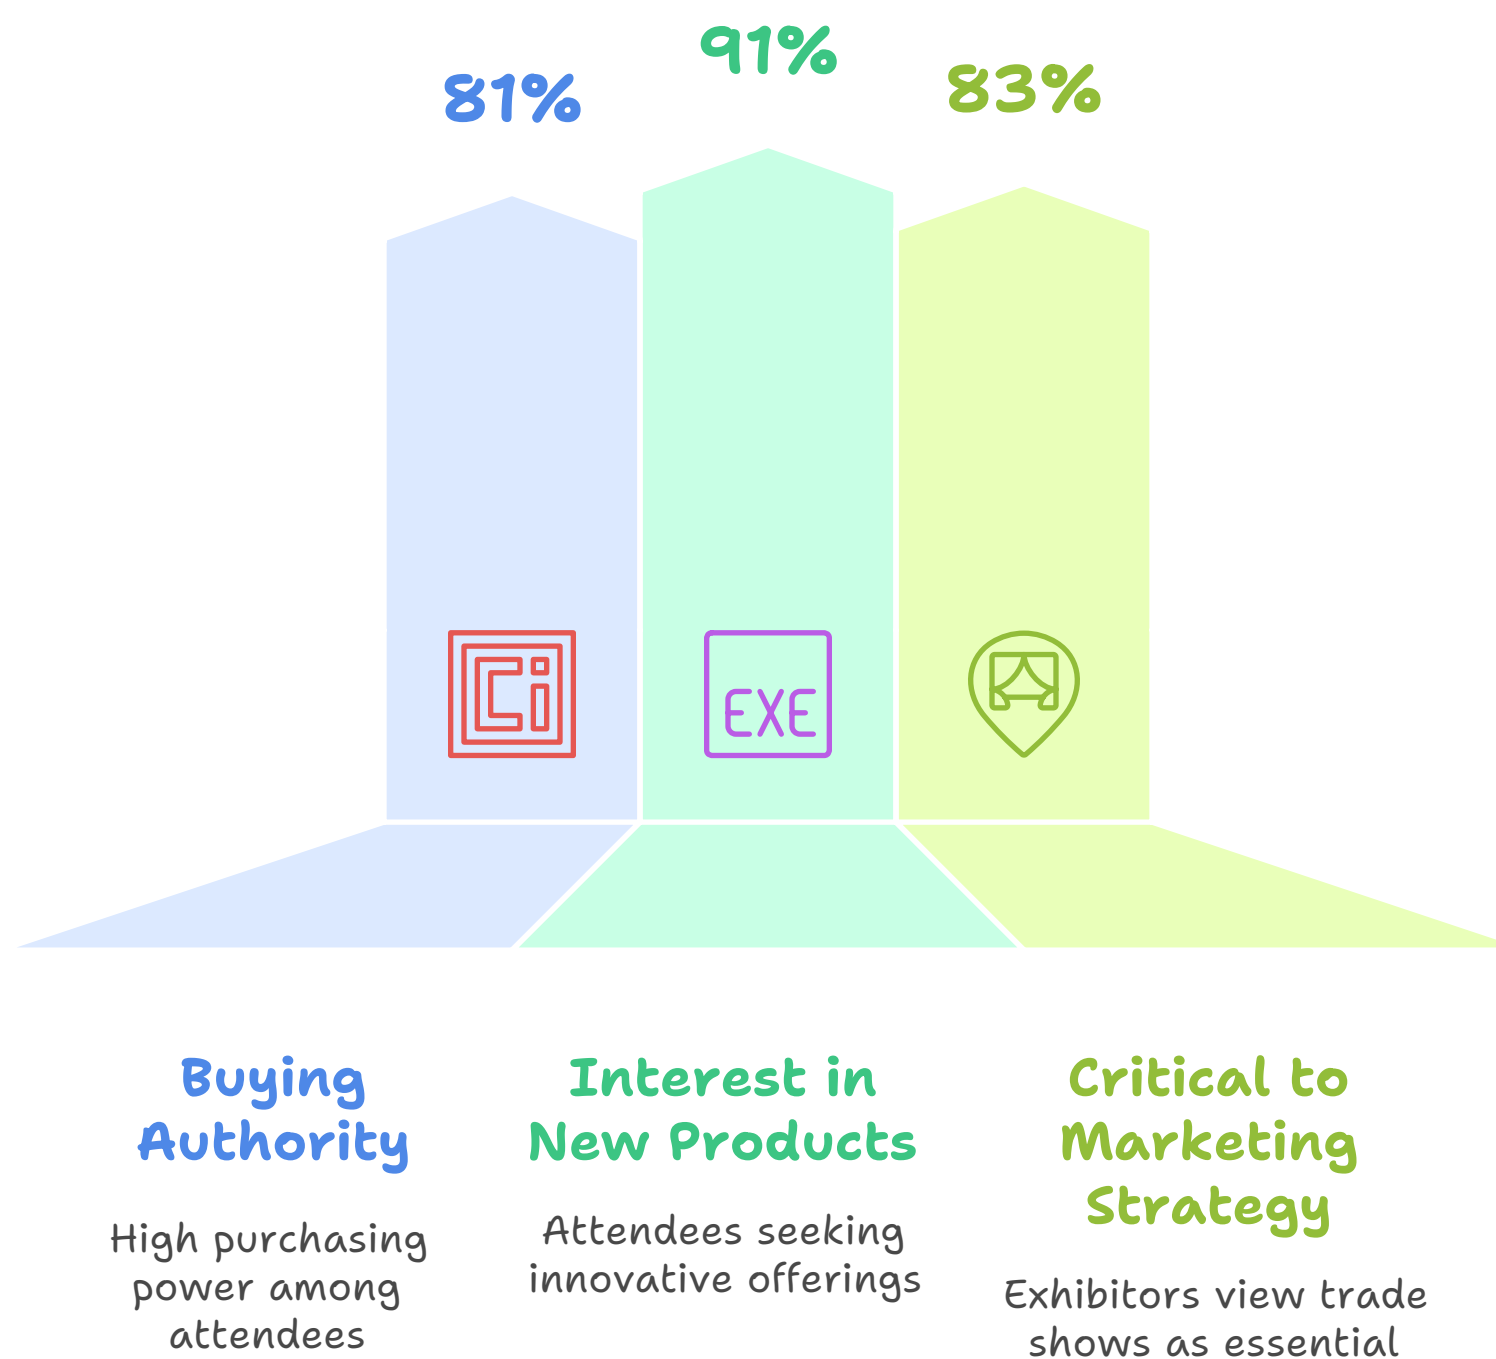 81%
91%
83%
Ci
EXE
Buying
Authority
High purchasing
power among
attendees
Interest in
New Products
Attendees seeking
innovative offerings
Critical to
Marketing
Strategy
Exhibitors view trade
shows as essential